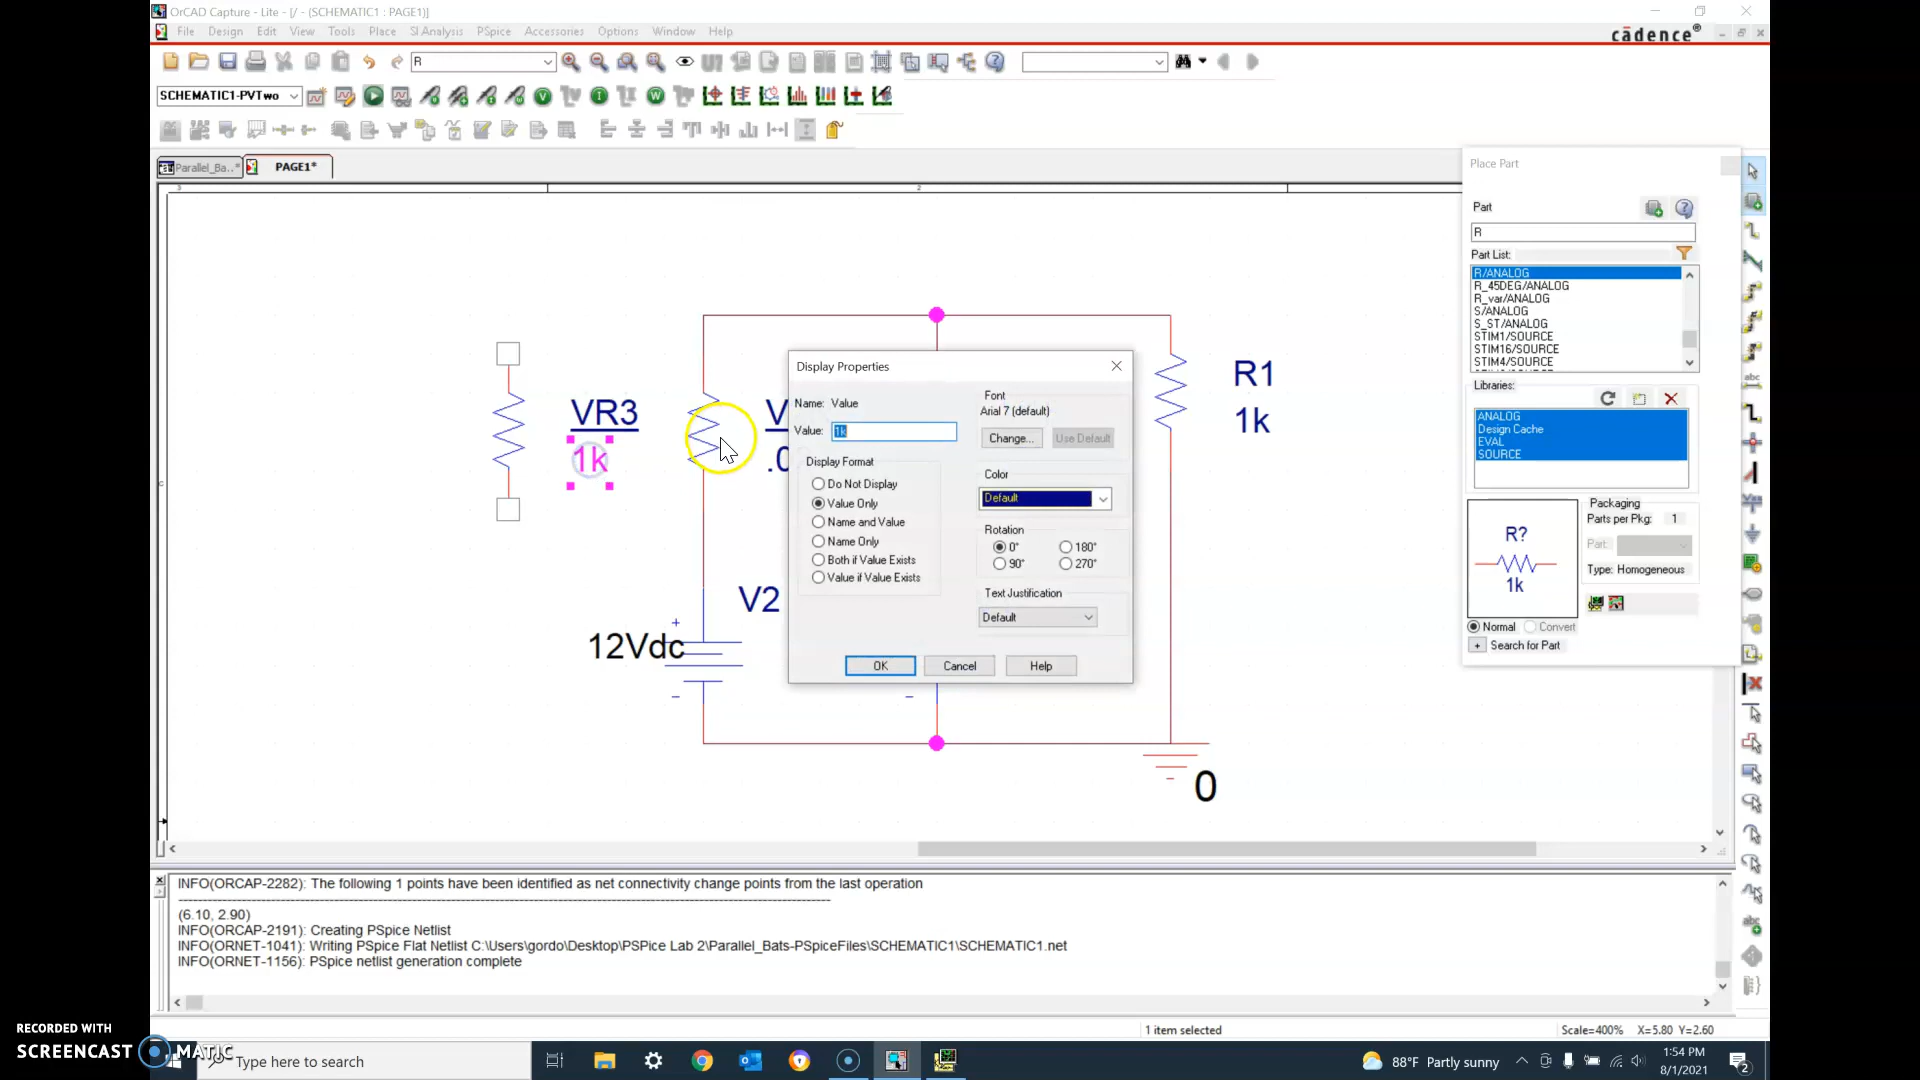 OrCAD Capture - Lite - [/ - (SCHEMATIC1 : PAGE1)]
File Design Edit View Tools Place SI Analysis PSpice Accessories Options Window Help
cādence®
R
SCHEMATIC1-PVTwo
Parallel_Ba..*
PAGE1*
3
2
C
VR3
1k
V
.0
R1
1k
V2
+
12Vdc
−
−
0
Display Properties
Name: Value
Value: 1k
Display Format
Do Not Display
Value Only
Name and Value
Name Only
Both if Value Exists
Value if Value Exists
Font
Arial 7 (default)
Change...
Use Default
Color
Default
Rotation
0° 180°
90° 270°
Text Justification
Default
OK
Cancel
Help
Place Part
Part
R
Part List:
R/ANALOG
R_45DEG/ANALOG
R_var/ANALOG
S/ANALOG
S_ST/ANALOG
STIM1/SOURCE
STIM16/SOURCE
STIM4/SOURCE
Libraries:
ANALOG
Design Cache
EVAL
SOURCE
R?
1k
Packaging
Parts per Pkg: 1
Part:
Type: Homogeneous
Normal Convert
+ Search for Part
INFO(ORCAP-2282): The following 1 points have been identified as net connectivity change points from the last operation
(6.10, 2.90)
INFO(ORCAP-2191): Creating PSpice Netlist
INFO(ORNET-1041): Writing PSpice Flat Netlist C:\Users\gordo\Desktop\PSPice Lab 2\Parallel_Bats-PSpiceFiles\SCHEMATIC1\SCHEMATIC1.net
INFO(ORNET-1156): PSpice netlist generation complete
1 item selected
Scale=400% X=5.80 Y=2.60
RECORDED WITH
SCREENCAST MATIC
Type here to search
88°F Partly sunny
1:54 PM
8/1/2021
2